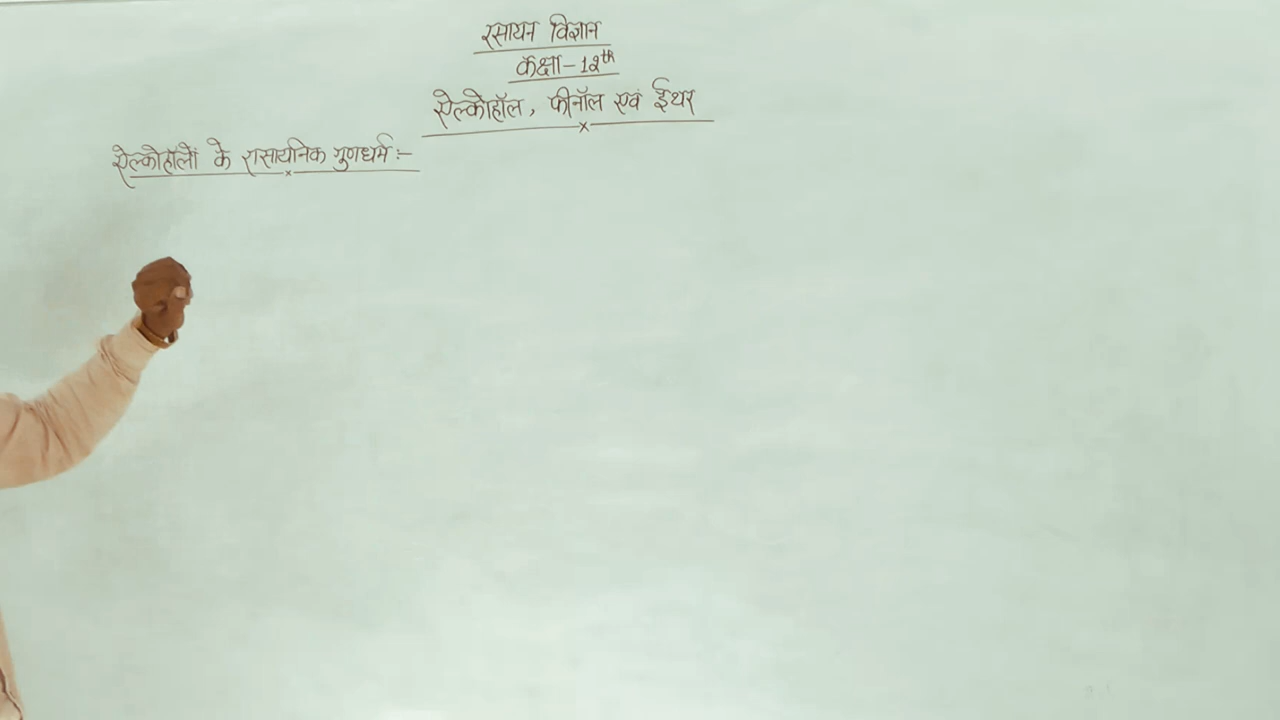 रसायन विज्ञान
कक्षा-12th
ऐल्कोहॉल, फीनॉल एवं ईथर
ऐल्कोहॉलों के रासायनिक गुणधर्म :-